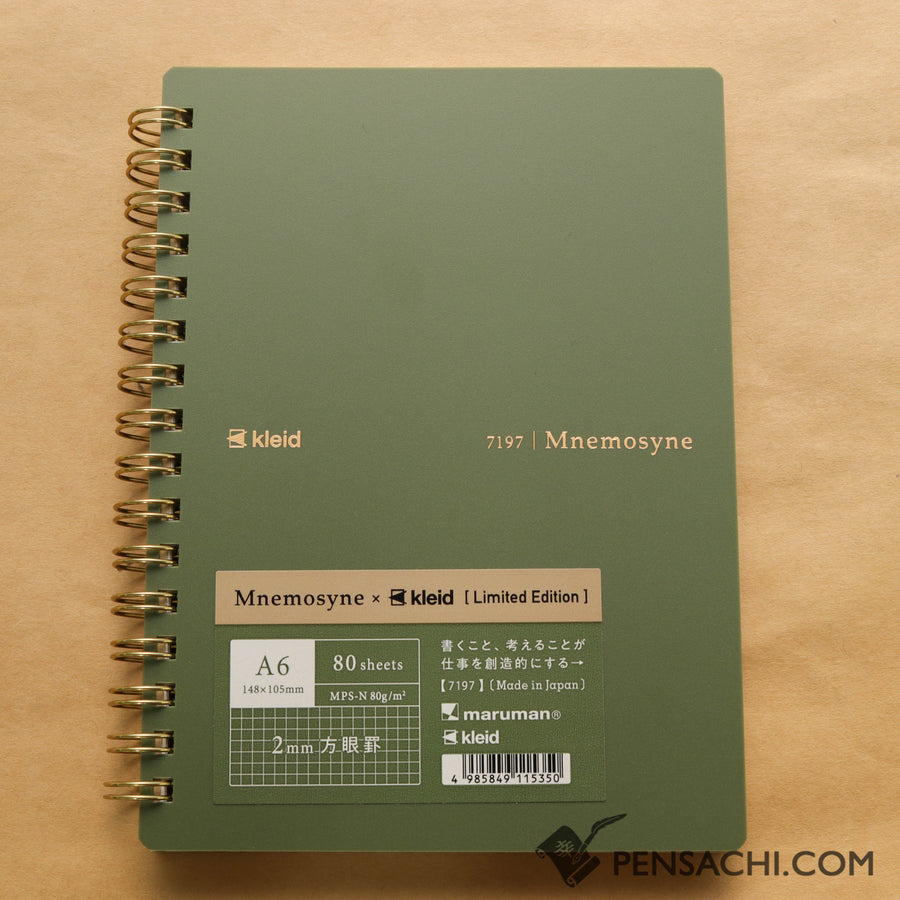 kleid
7197 | Mnemosyne
Mnemosyne × kleid [ Limited Edition ]
A6
148×105mm
80 sheets
MPS-N 80g/m²
2mm 方眼罫
書くこと、考えることが
仕事を創造的にする→
【7197】〔Made in Japan〕
maruman®
kleid
4 985849 115350
PENSACHI.COM